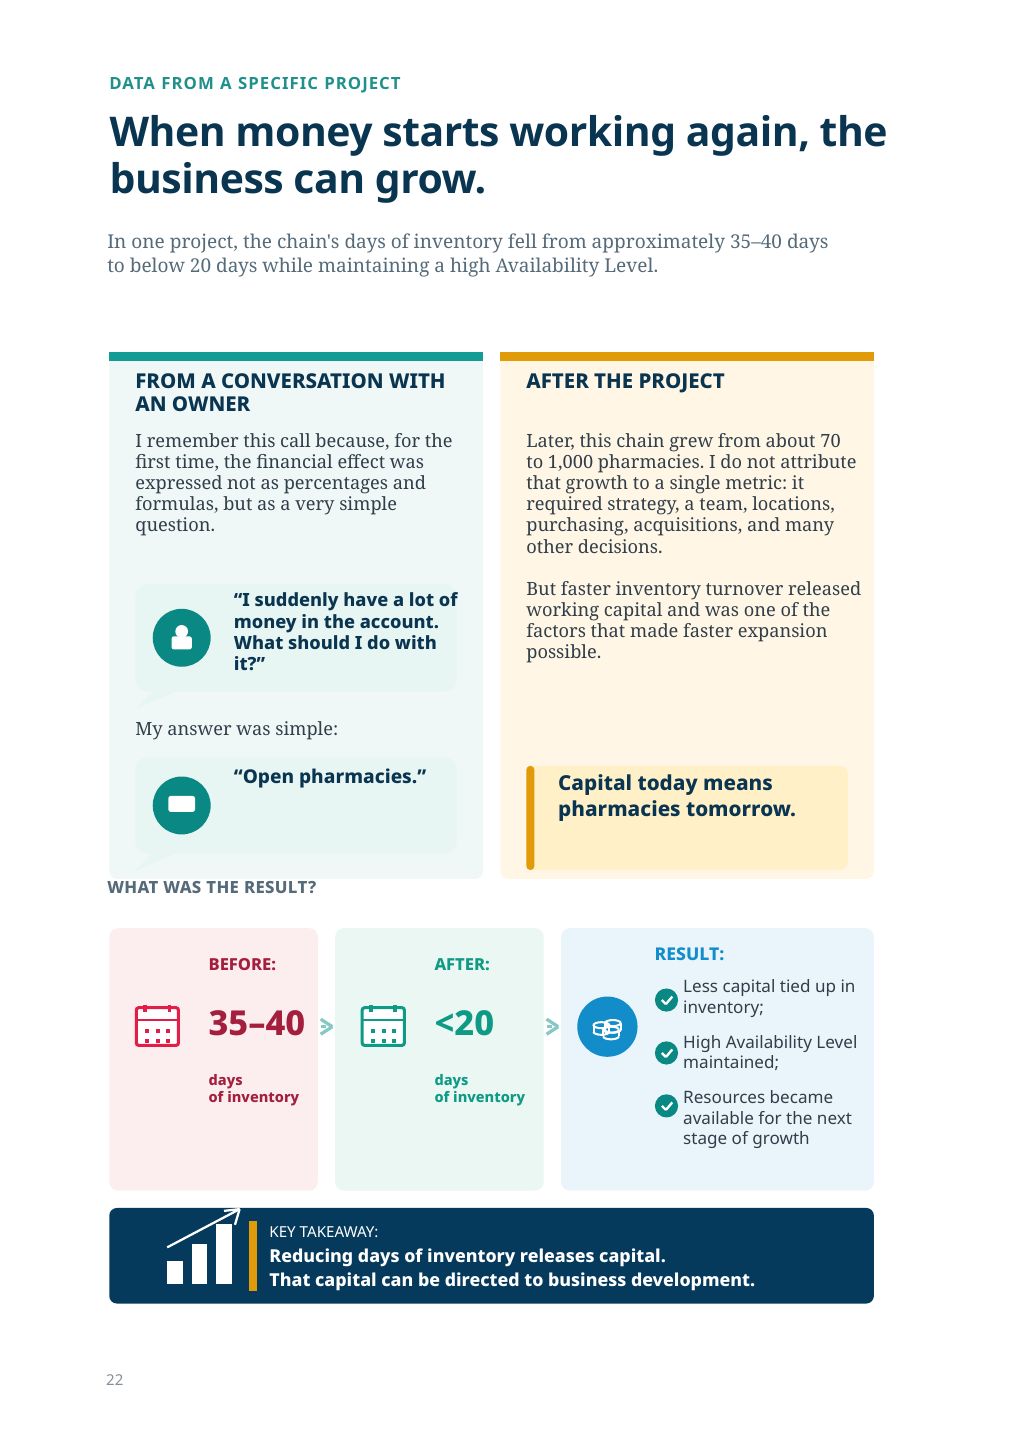 DATA FROM A SPECIFIC PROJECT
When money starts working again, the
business can grow.
In one project, the chain's days of inventory fell from approximately 35–40 days
to below 20 days while maintaining a high Availability Level.
FROM A CONVERSATION WITH
AN OWNER
I remember this call because, for the
first time, the financial effect was
expressed not as percentages and
formulas, but as a very simple
question.
“I suddenly have a lot of
money in the account.
What should I do with
it?”
My answer was simple:
“Open pharmacies.”
AFTER THE PROJECT
Later, this chain grew from about 70
to 1,000 pharmacies. I do not attribute
that growth to a single metric: it
required strategy, a team, locations,
purchasing, acquisitions, and many
other decisions.
But faster inventory turnover released
working capital and was one of the
factors that made faster expansion
possible.
Capital today means
pharmacies tomorrow.
WHAT WAS THE RESULT?
BEFORE:
35–40
days
of inventory
AFTER:
<20
days
of inventory
RESULT:
Less capital tied up in
inventory;
High Availability Level
maintained;
Resources became
available for the next
stage of growth
KEY TAKEAWAY:
Reducing days of inventory releases capital.
That capital can be directed to business development.
22